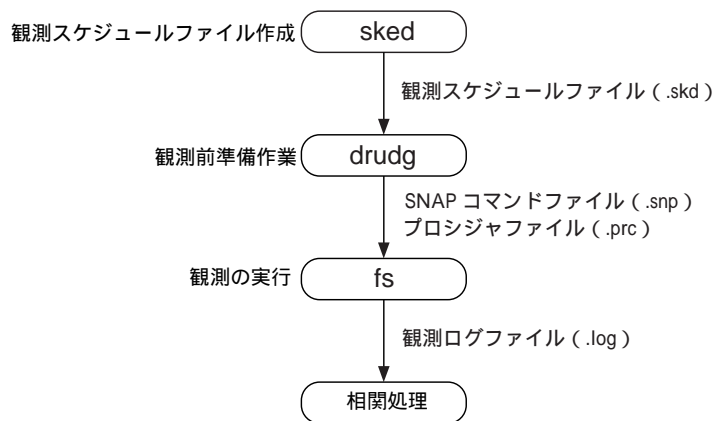 観測スケジュールファイル作成
sked
観測スケジュールファイル ( .skd )
観測前準備作業
drudg
SNAP コマンドファイル ( .snp )
プロシジャファイル ( .prc )
観測の実行
fs
観測ログファイル ( .log )
相関処理